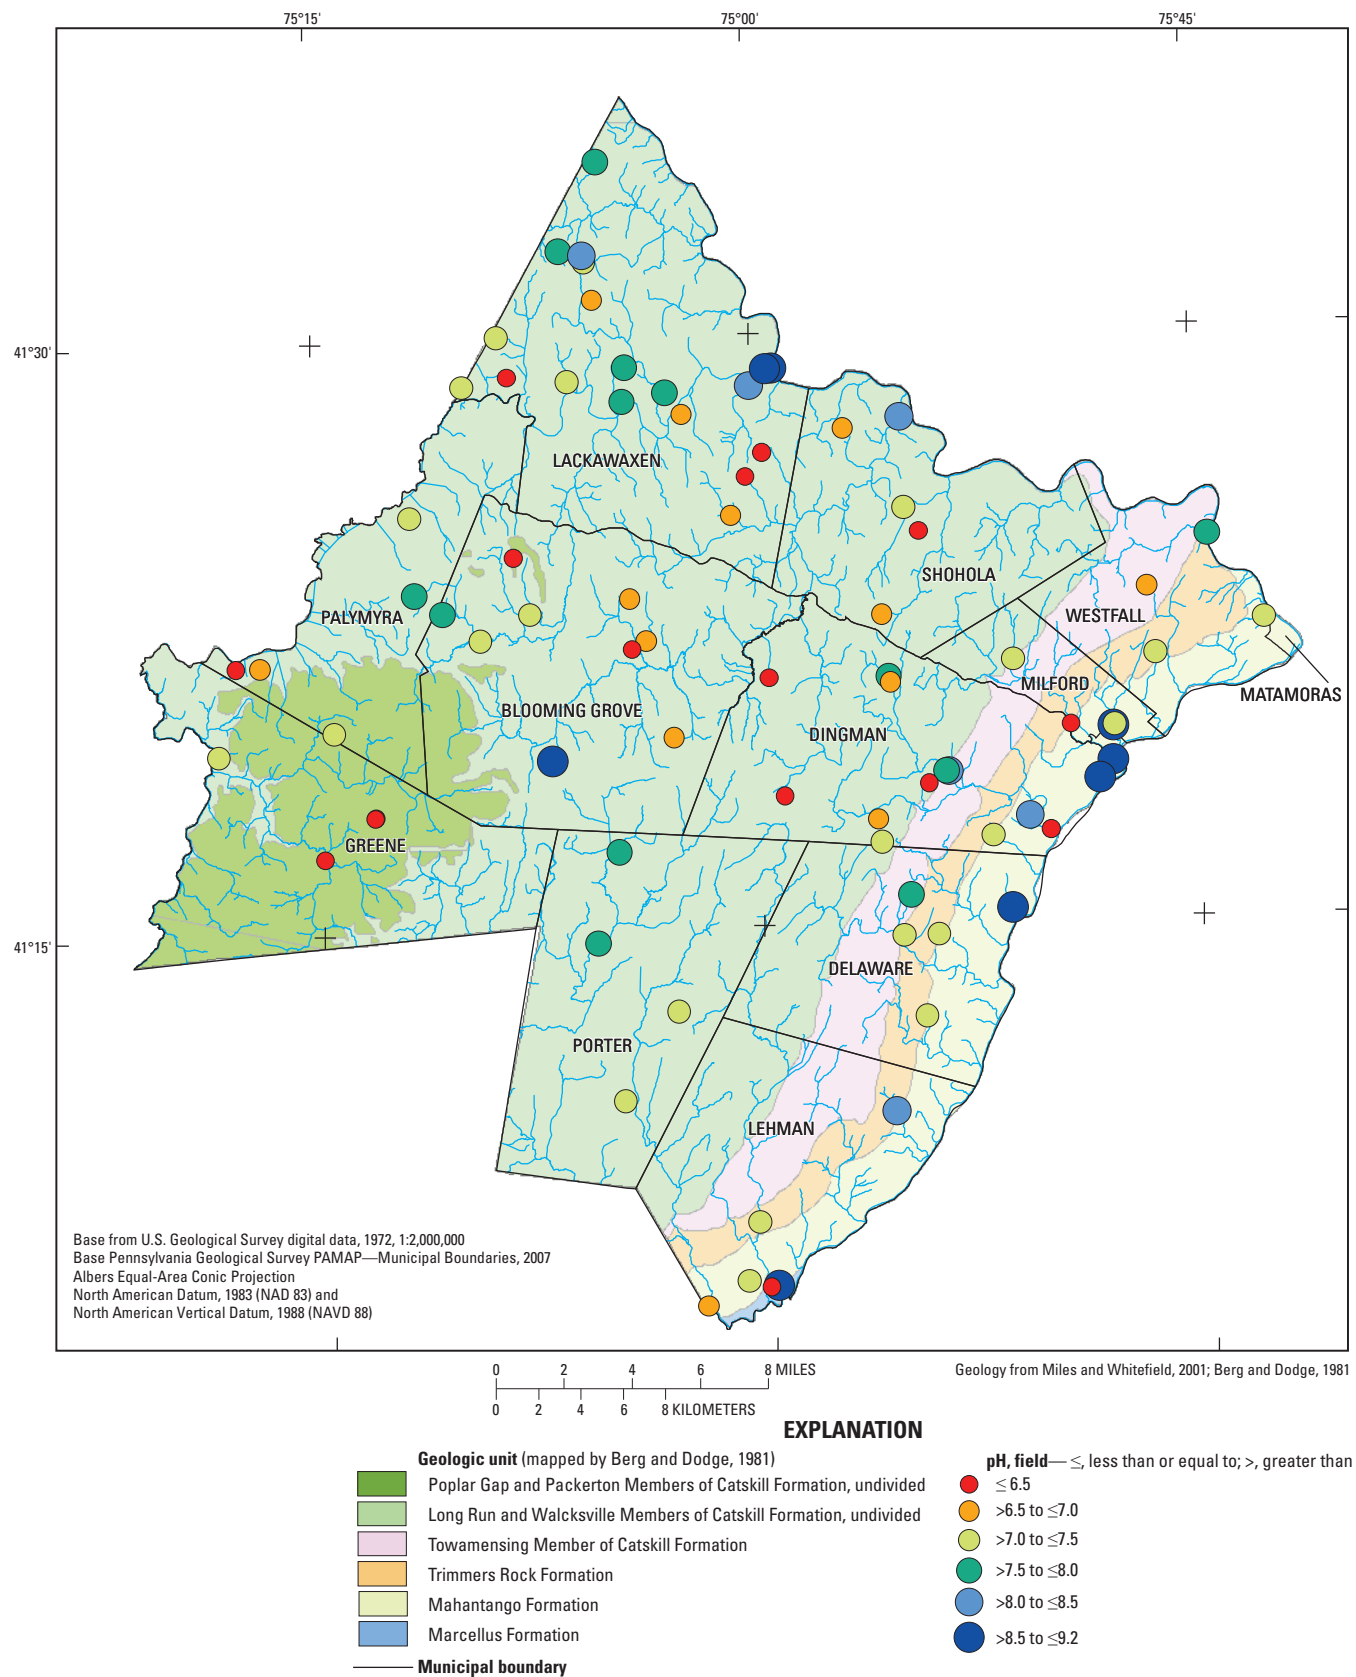 75°15' 75°00' 75°45'
41°30'
LACKAWAXEN
SHOHOLA
PALYMYRA
WESTFALL
MILFORD
MATAMORAS
BLOOMING GROVE
DINGMAN
GREENE
41°15'
DELAWARE
PORTER
LEHMAN
Base from U.S. Geological Survey digital data, 1972, 1:2,000,000
Base Pennsylvania Geological Survey PAMAP—Municipal Boundaries, 2007
Albers Equal-Area Conic Projection
North American Datum, 1983 (NAD 83) and
North American Vertical Datum, 1988 (NAVD 88)
0 2 4 6 8 MILES
0 2 4 6 8 KILOMETERS
Geology from Miles and Whitefield, 2001; Berg and Dodge, 1981
EXPLANATION
Geologic unit (mapped by Berg and Dodge, 1981)
Poplar Gap and Packerton Members of Catskill Formation, undivided
Long Run and Walcksville Members of Catskill Formation, undivided
Towamensing Member of Catskill Formation
Trimmers Rock Formation
Mahantango Formation
Marcellus Formation
Municipal boundary
pH, field— ≤, less than or equal to; >, greater than
≤ 6.5
>6.5 to ≤7.0
>7.0 to ≤7.5
>7.5 to ≤8.0
>8.0 to ≤8.5
>8.5 to ≤9.2